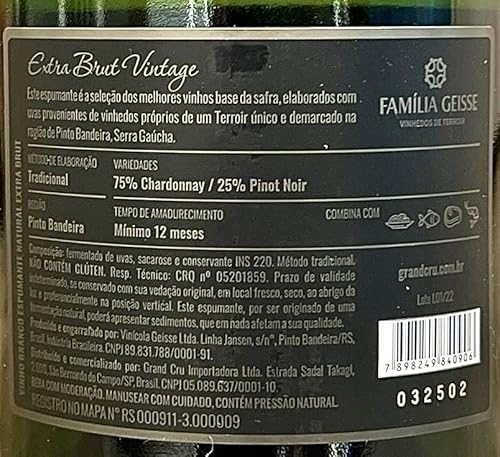 Extra Brut Vintage
Este espumante é a seleção dos melhores vinhos base da safra, elaborados com
uvas provenientes de vinhedos próprios de um Terroir único e demarcado na
região de Pinto Bandeira, Serra Gaúcha.
FAMÍLIA GEISSE
VINHEDOS DE TERROIR
MÉTODO DE ELABORAÇÃO
Tradicional
VARIEDADES
75% Chardonnay / 25% Pinot Noir
REGIÃO
Pinto Bandeira
TEMPO DE AMADURECIMENTO
Mínimo 12 meses
COMBINA COM
VINHO BRANCO ESPUMANTE NATURAL EXTRA BRUT
Composição: fermentado de uvas, sacarose e conservante INS 220. Método tradicional.
NÃO CONTÉM GLÚTEN. Resp. Técnico: CRQ nº 05201859. Prazo de validade
indeterminado, se conservado com sua vedação original, em local fresco, seco, ao abrigo da
luz e preferencialmente na posição vertical. Este espumante, por ser originado de uma
fermentação natural, poderá apresentar sedimentos, que em nada afetam a sua qualidade.
Produzido e engarrafado por: Vinícola Geisse Ltda. Linha Jansen, s/nº, Pinto Bandeira/RS,
Brasil, Indústria Brasileira. CNPJ 89.831.788/0001-91.
Distribuído e comercializado por: Grand Cru Importadora Ltda. Estrada Sadal Takagi,
2.000, São Bernardo do Campo/SP, Brasil. CNPJ 05.089.637/0001-10.
BEBA COM MODERAÇÃO. MANUSEAR COM CUIDADO, CONTÉM PRESSÃO NATURAL.
REGISTRO NO MAPA Nº RS 000911-3.000009
grandcru.com.br
Lote L01/22
7 898249 840906
032502